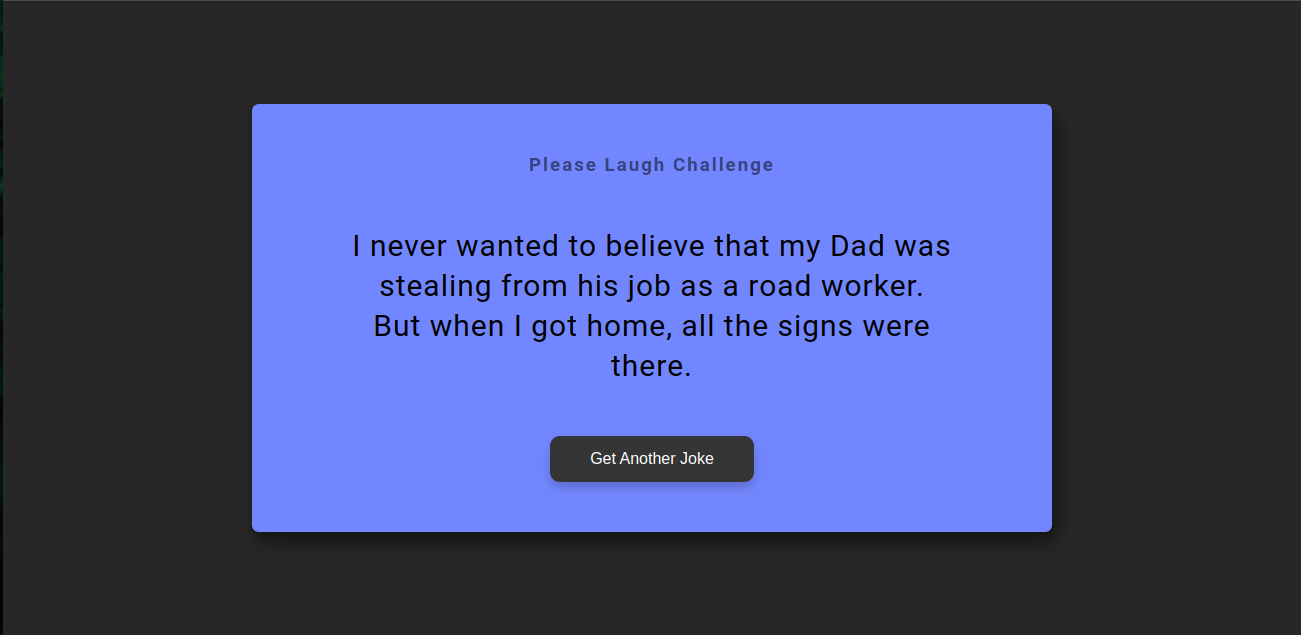 Please Laugh Challenge
I never wanted to believe that my Dad was
stealing from his job as a road worker.
But when I got home, all the signs were
there.
Get Another Joke